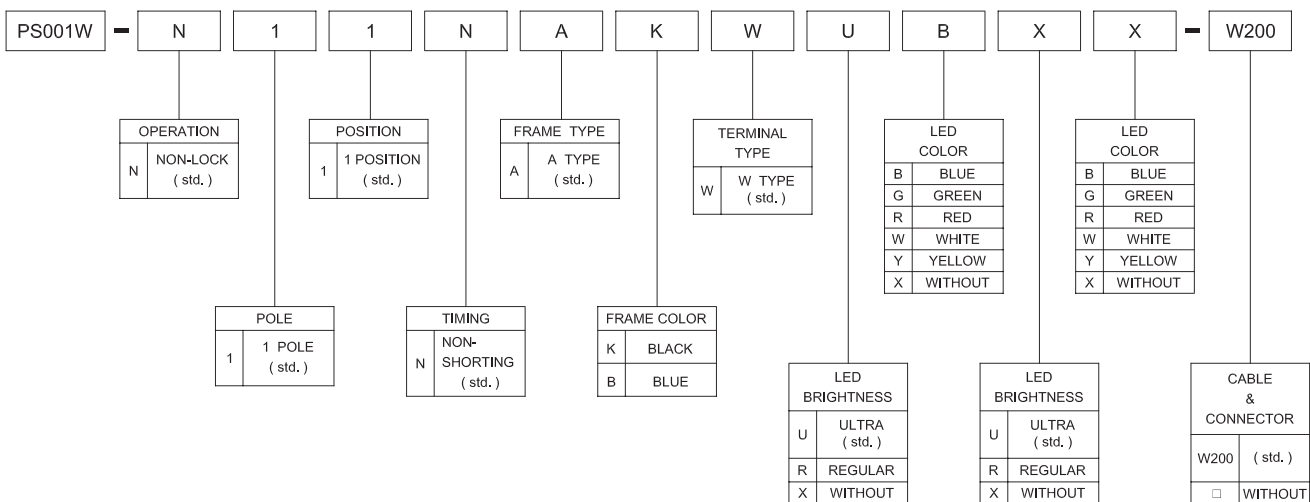 PS001W - N 1 1 N A K W U B X X - W200
OPERATION
N NON-LOCK
( std. )
POSITION
1 1 POSITION
( std. )
FRAME TYPE
A A TYPE
( std. )
TERMINAL
TYPE
W W TYPE
( std. )
LED
COLOR
B BLUE
G GREEN
R RED
W WHITE
Y YELLOW
X WITHOUT
LED
COLOR
B BLUE
G GREEN
R RED
W WHITE
Y YELLOW
X WITHOUT
POLE
1 1 POLE
( std. )
TIMING
N NON-
SHORTING
( std. )
FRAME COLOR
K BLACK
B BLUE
LED
BRIGHTNESS
U ULTRA
( std. )
R REGULAR
X WITHOUT
LED
BRIGHTNESS
U ULTRA
( std. )
R REGULAR
X WITHOUT
CABLE
&
CONNECTOR
W200 ( std. )
□ WITHOUT